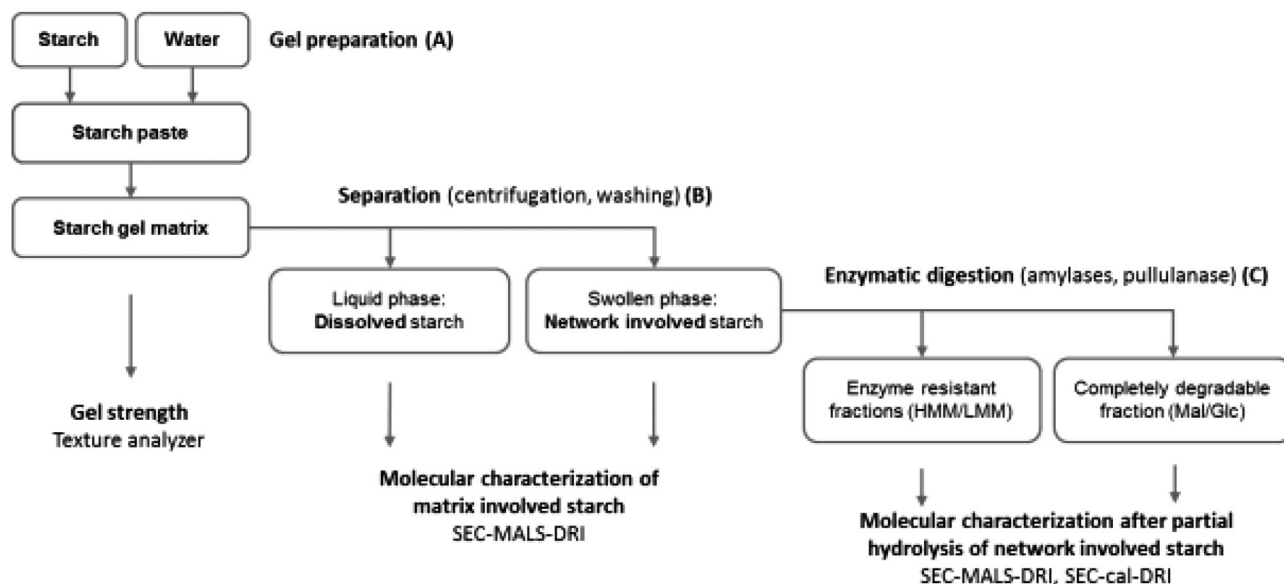 Starch
Water
Gel preparation (A)
Starch paste
Separation (centrifugation, washing) (B)
Starch gel matrix
Enzymatic digestion (amylases, pullulanase) (C)
Liquid phase:
Dissolved starch
Swollen phase:
Network involved starch
Enzyme resistant
fractions (HMM/LMM)
Completely degradable
fraction (Mal/Glc)
Gel strength
Texture analyzer
Molecular characterization of
matrix involved starch
SEC-MALS-DRI
Molecular characterization after partial
hydrolysis of network involved starch
SEC-MALS-DRI, SEC-cal-DRI